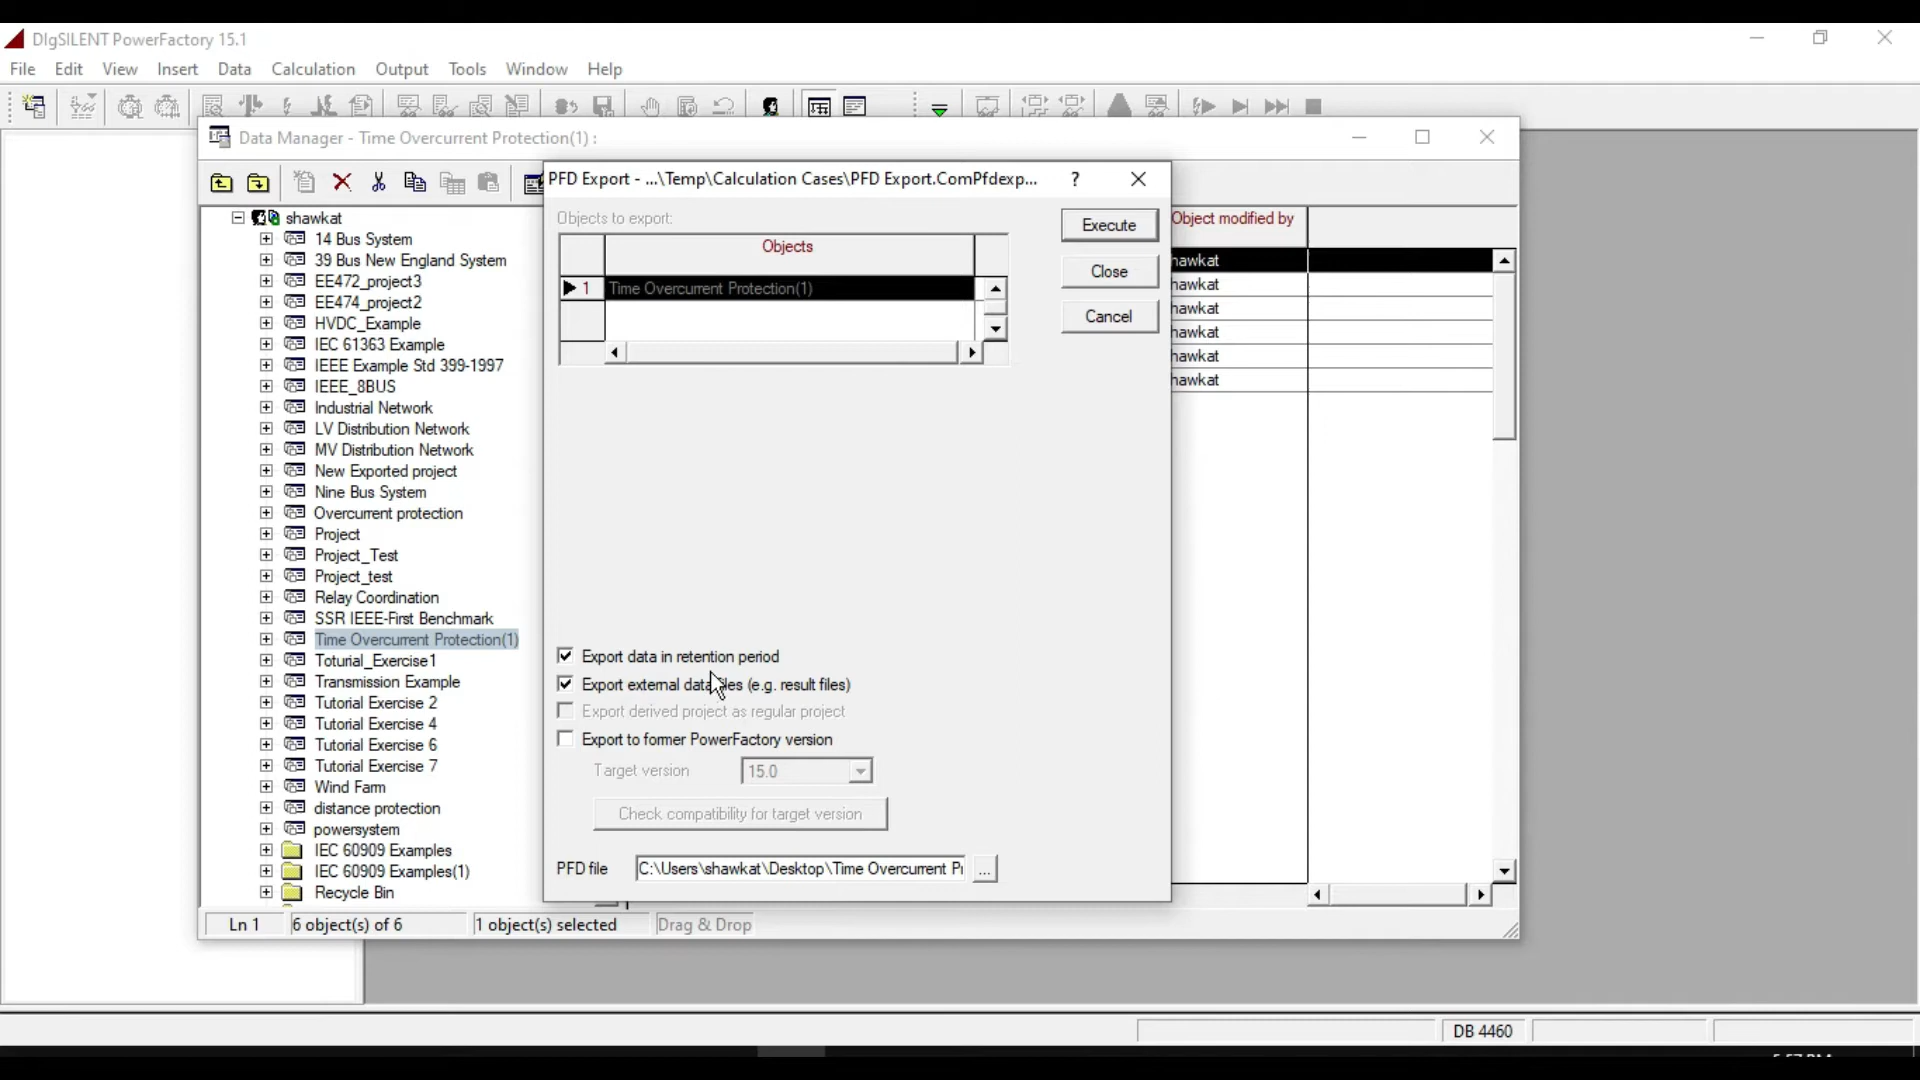 DIgSILENT PowerFactory 15.1
File Edit View Insert Data Calculation Output Tools Window Help
Data Manager - Time Overcurrent Protection(1) :
PFD Export - ...\Temp\Calculation Cases\PFD Export.ComPfdexp... ?
shawkat
14 Bus System
39 Bus New England System
EE472_project3
EE474_project2
HVDC_Example
IEC 61363 Example
IEEE Example Std 399-1997
IEEE_8BUS
Industrial Network
LV Distribution Network
MV Distribution Network
New Exported project
Nine Bus System
Overcurrent protection
Project
Project_Test
Project_test
Relay Coordination
SSR IEEE-First Benchmark
Time Overcurrent Protection(1)
Toturial_Exercise1
Transmission Example
Tutorial Exercise 2
Tutorial Exercise 4
Tutorial Exercise 6
Tutorial Exercise 7
Wind Farm
distance protection
powersystem
IEC 60909 Examples
IEC 60909 Examples(1)
Recycle Bin
Objects to export:
Objects
1 Time Overcurrent Protection(1)
Execute
Close
Cancel
Export data in retention period
Export external data files (e.g. result files)
Export derived project as regular project
Export to former PowerFactory version
Target version 15.0
Check compatibility for target version
PFD file C:\Users\shawkat\Desktop\Time Overcurrent Pr ...
Object modified by
hawkat
hawkat
hawkat
hawkat
hawkat
hawkat
Ln 1 6 object(s) of 6 1 object(s) selected Drag & Drop
DB 4460